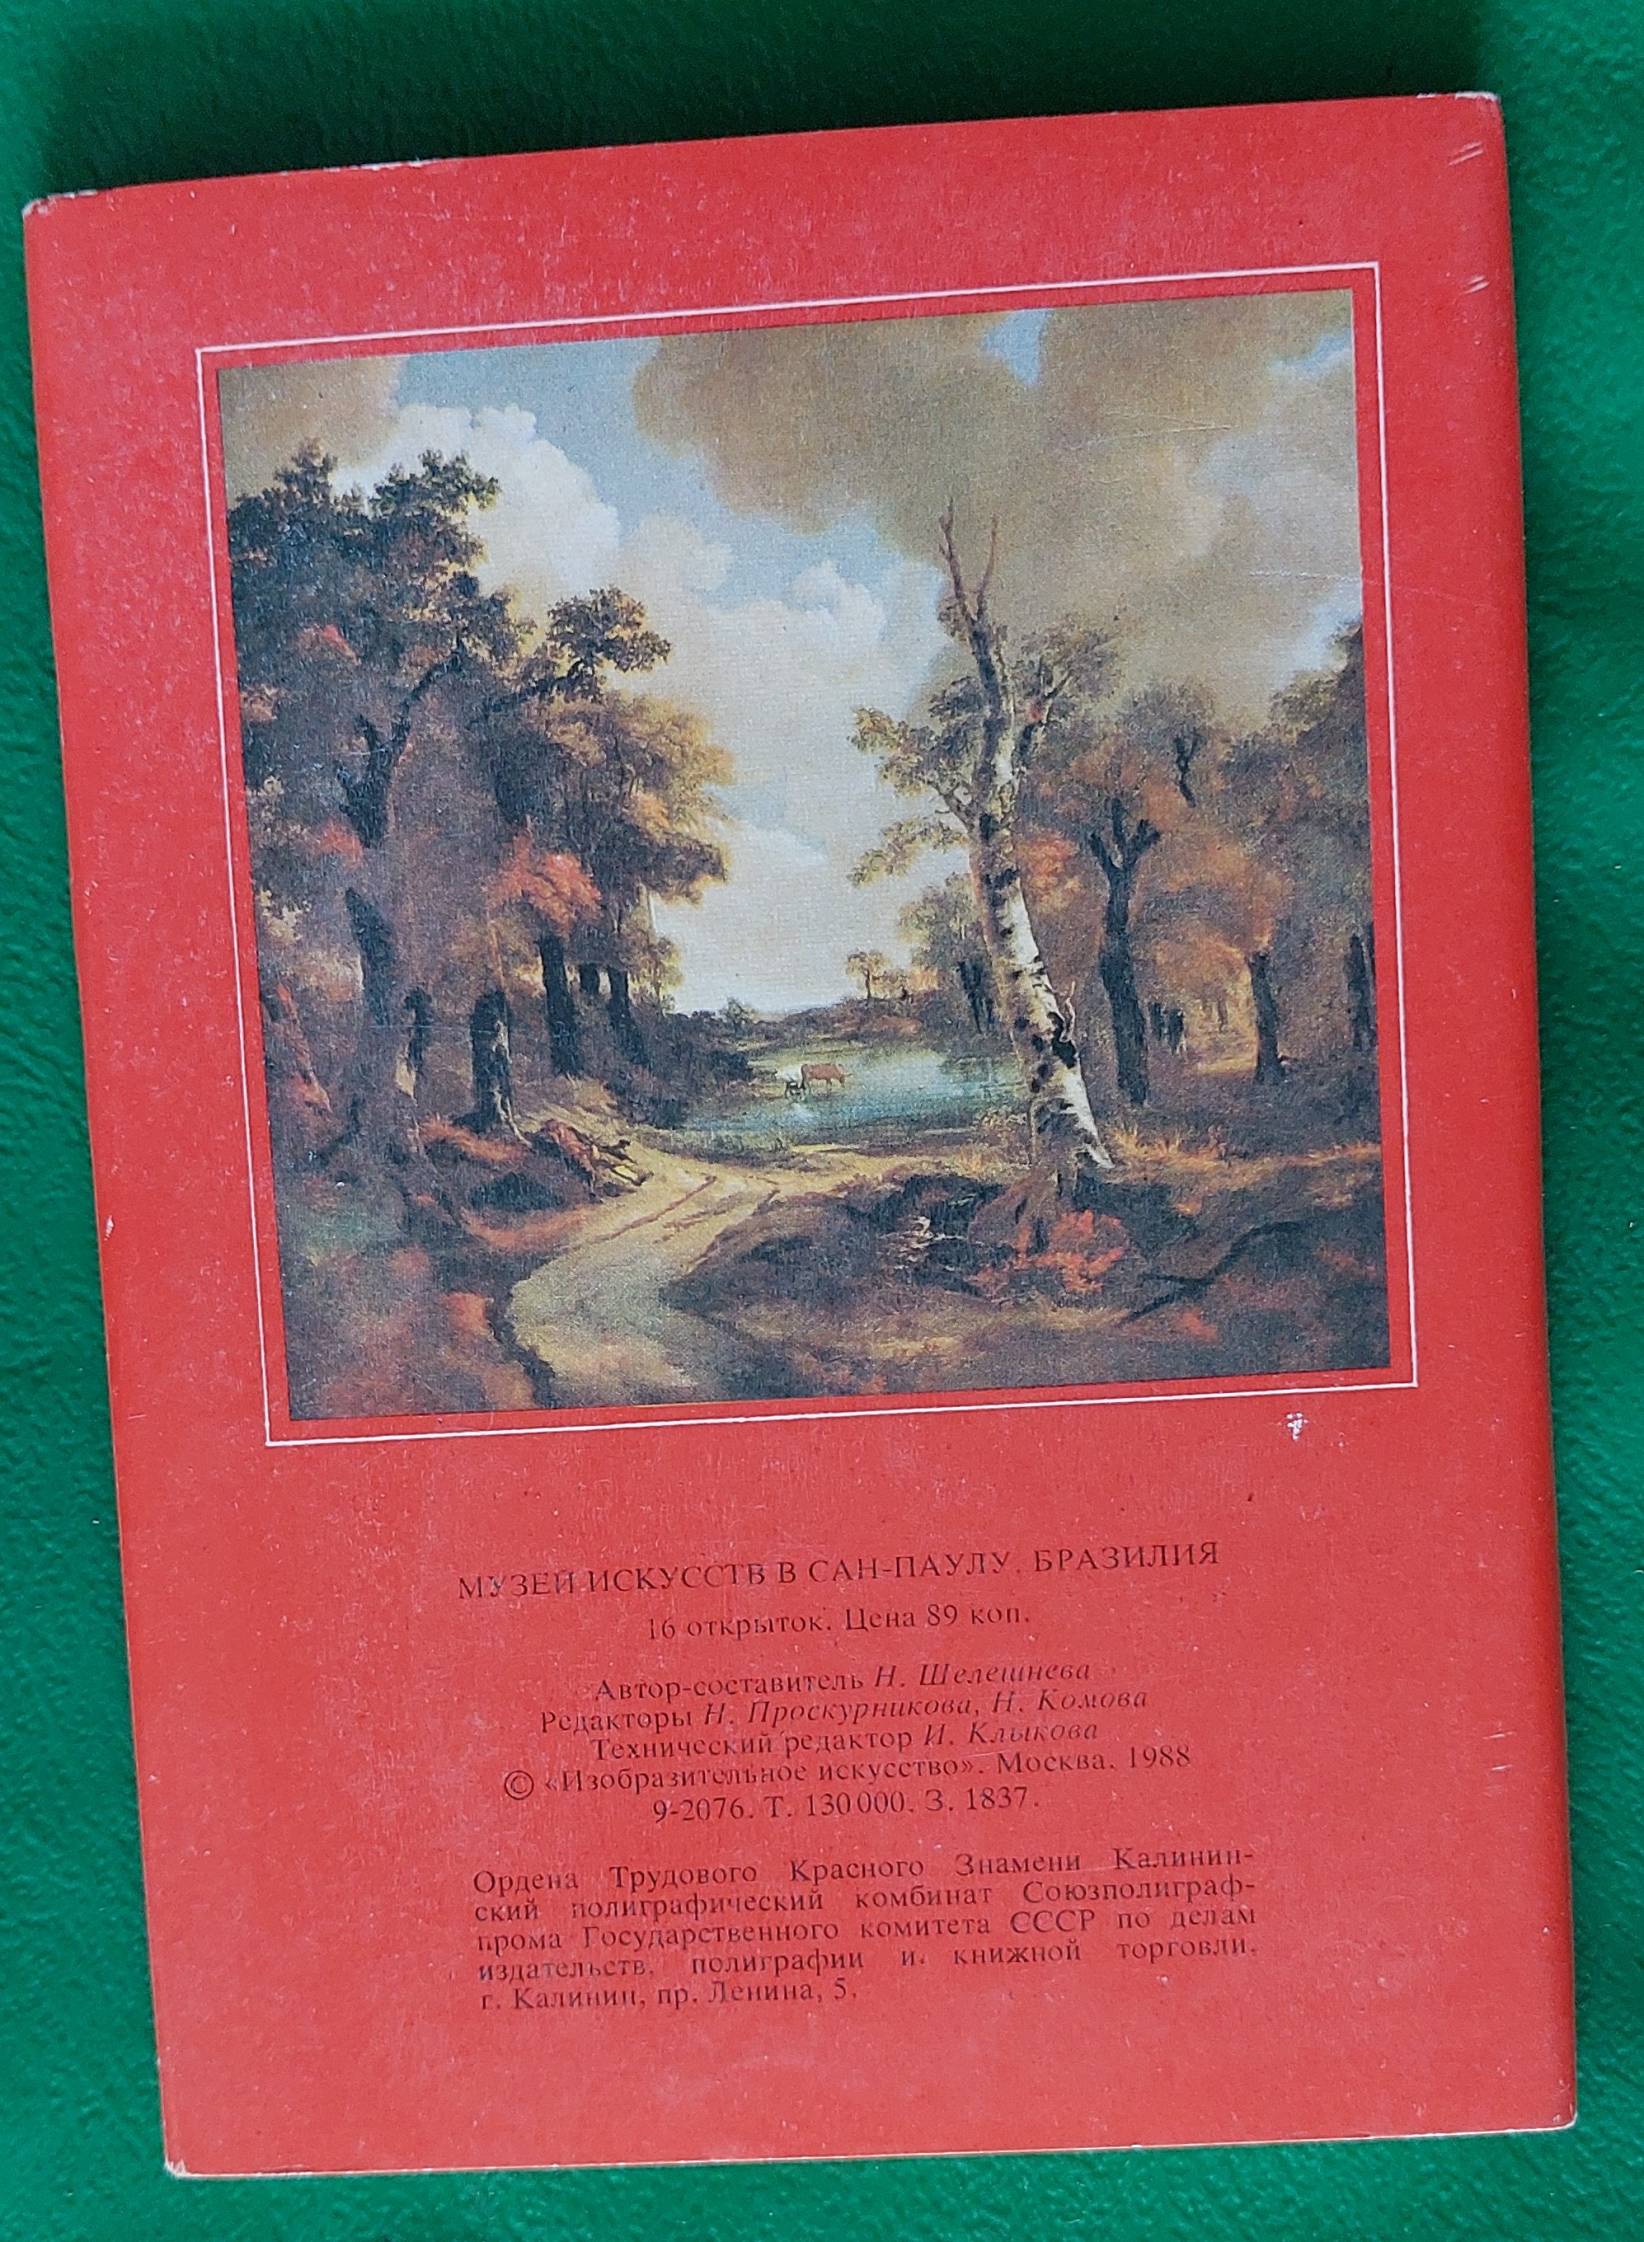 МУЗЕЙ ИСКУССТВ В САН-ПАУЛУ. БРАЗИЛИЯ
16 открыток. Цена 89 коп.
Автор-составитель Н. Шелешнева
Редакторы Н. Проскурникова, Н. Комова
Технический редактор И. Клыкова
© «Изобразительное искусство». Москва. 1988
9-2076. Т. 130 000. З. 1837.
Ордена Трудового Красного Знамени Калинин-
ский полиграфический комбинат Союзполиграф-
прома Государственного комитета СССР по делам
издательств, полиграфии и книжной торговли.
г. Калинин, пр. Ленина, 5.